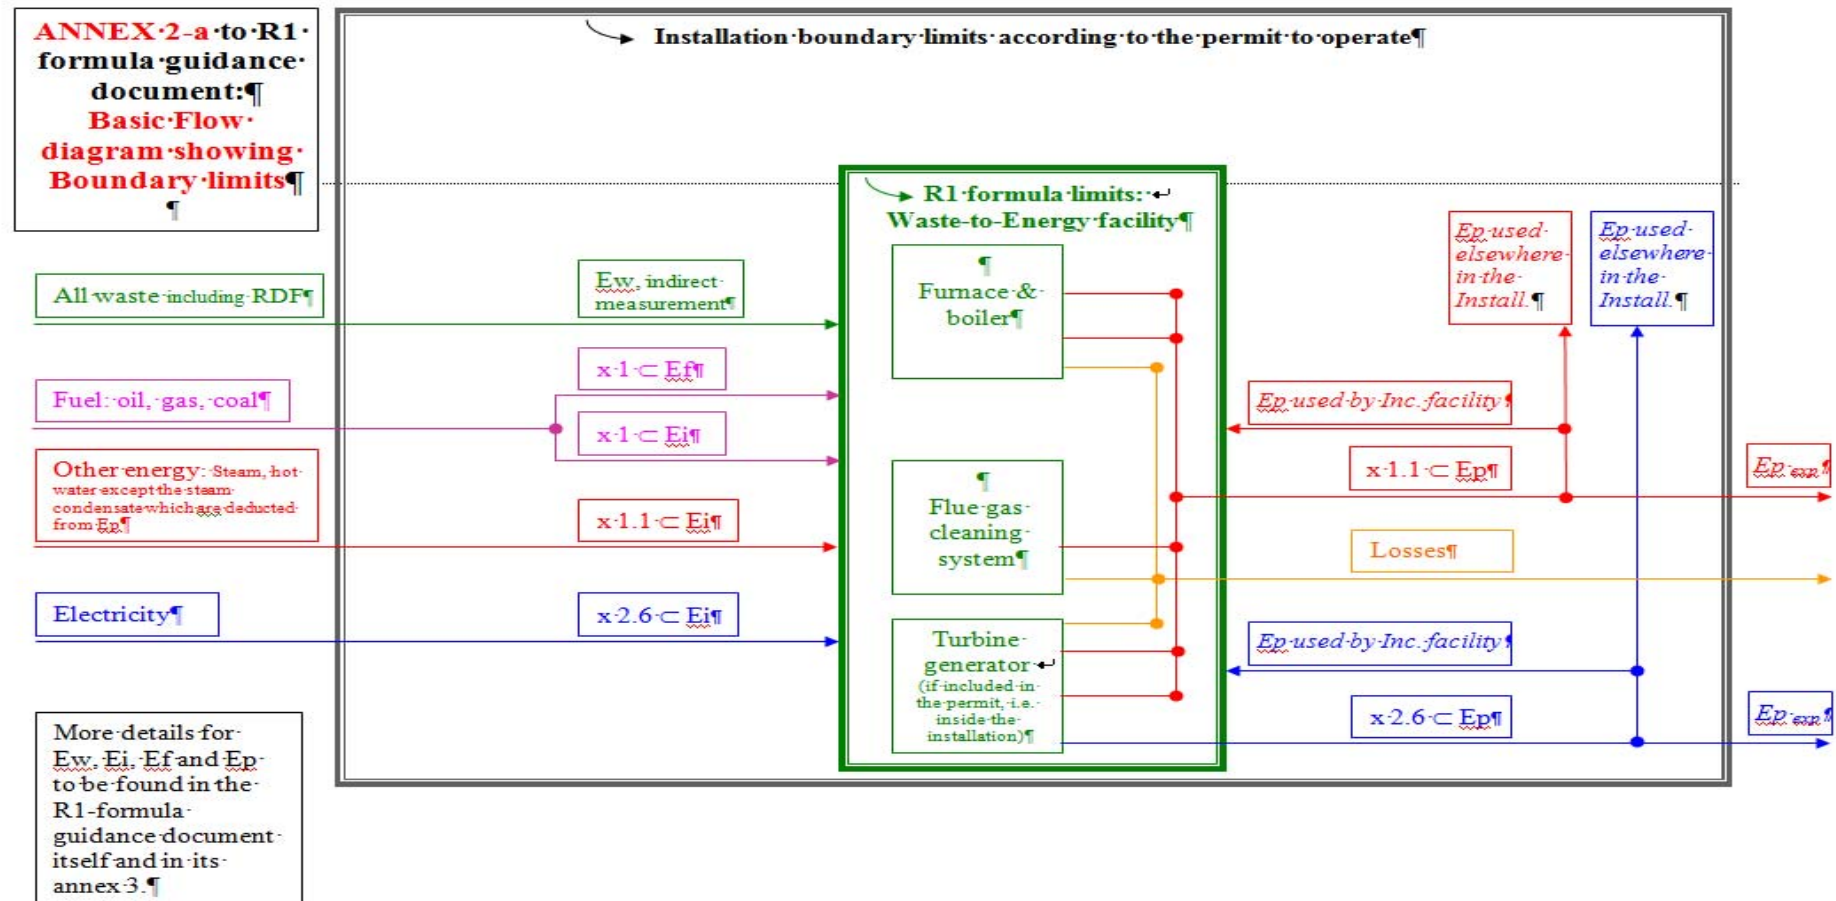 ANNEX·2-a·to·R1·
formula·guidance·
document:¶
Basic·Flow·
diagram·showing·
Boundary·limits¶
¶
Installation·boundary·limits·according·to·the·permit·to·operate¶
R1·formula·limits:·↵
Waste-to-Energy·facility¶
All·waste·including·RDF¶
Ew,·indirect·
measurement¶
Fuel:·oil,·gas,·coal¶
x·1·⊂·Ef¶
x·1·⊂·Ei¶
Other·energy:·Steam,·hot·
water·except·the·steam·
condensate·which·are·deducted·
from·Ep¶
x·1.1·⊂·Ei¶
Electricity¶
x·2.6·⊂·Ei¶
More·details·for·
Ew,·Ei,·Ef·and·Ep·
to·be·found·in·the·
R1-formula·
guidance·document·
itself·and·in·its·
annex·3.¶
¶
Furnace·&·
boiler¶
¶
Flue·gas·
cleaning·
system¶
Turbine·
generator·↵
(if·included·in·
the·permit,·i.e.·
inside·the·
installation)¶
Ep·used·
elsewhere·
in·the·
Install.¶
Ep·used·
elsewhere·
in·the·
Install.¶
Ep·used·by·Inc.·facility¶
x·1.1·⊂·Ep¶
Ep·exp¶
Losses¶
Ep·used·by·Inc.·facility¶
x·2.6·⊂·Ep¶
Ep·exp¶